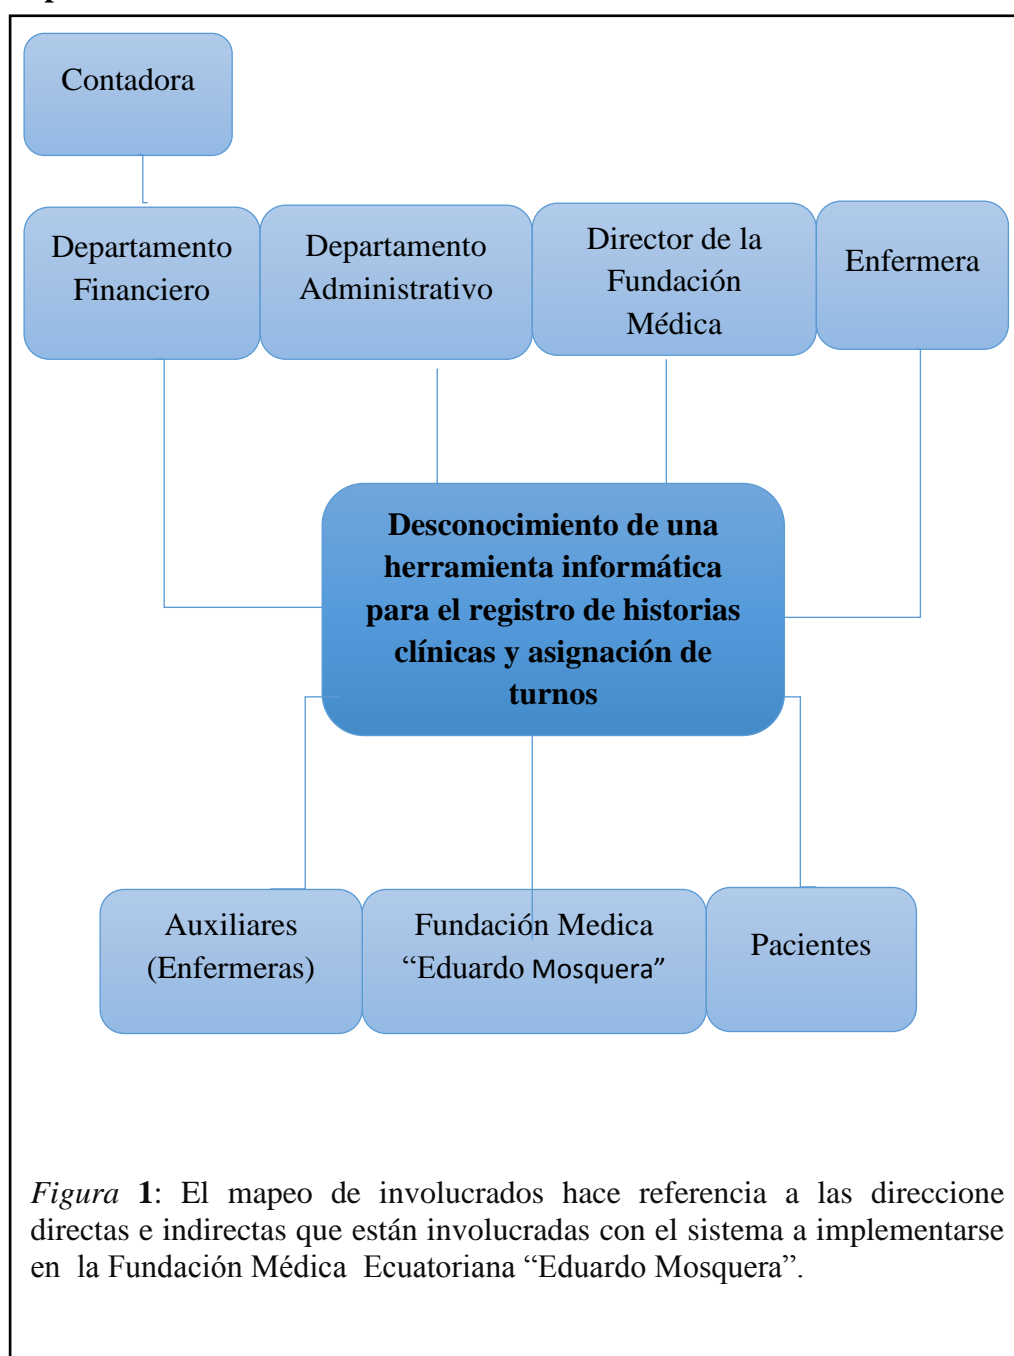 Contadora
Departamento
Financiero
Departamento
Administrativo
Director de la
Fundación
Médica
Enfermera
Desconocimiento de una
herramienta informática
para el registro de historias
clínicas y asignación de
turnos
Auxiliares
(Enfermeras)
Fundación Medica
“Eduardo Mosquera”
Pacientes
Figura 1: El mapeo de involucrados hace referencia a las direccione
directas e indirectas que están involucradas con el sistema a implementarse
en la Fundación Médica Ecuatoriana “Eduardo Mosquera”.